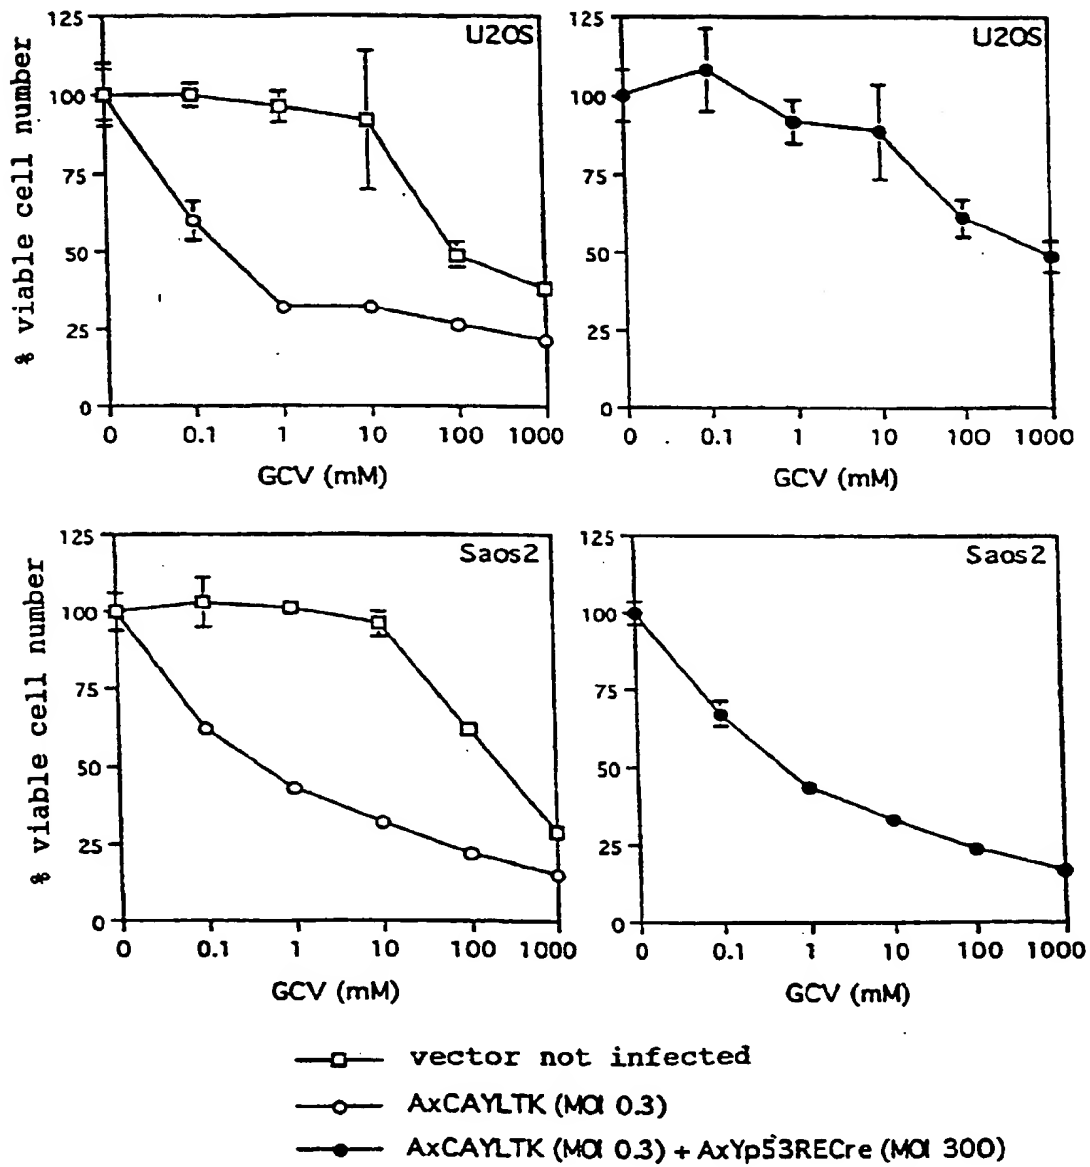 U2OS
125
100
75
50
25
0
% viable cell number
0 0.1 1 10 100 1000
GCV (mM)
U2OS
125
100
75
50
25
0
0 0.1 1 10 100 1000
GCV (mM)
Saos2
125
100
75
50
25
0
% viable cell number
0 0.1 1 10 100 1000
GCV (mM)
Saos2
125
100
75
50
25
0
0 0.1 1 10 100 1000
GCV (mM)
vector not infected
AxCAYLTK (MOI 0.3)
AxCAYLTK (MOI 0.3) + AxYp53RECre (MOI 300)